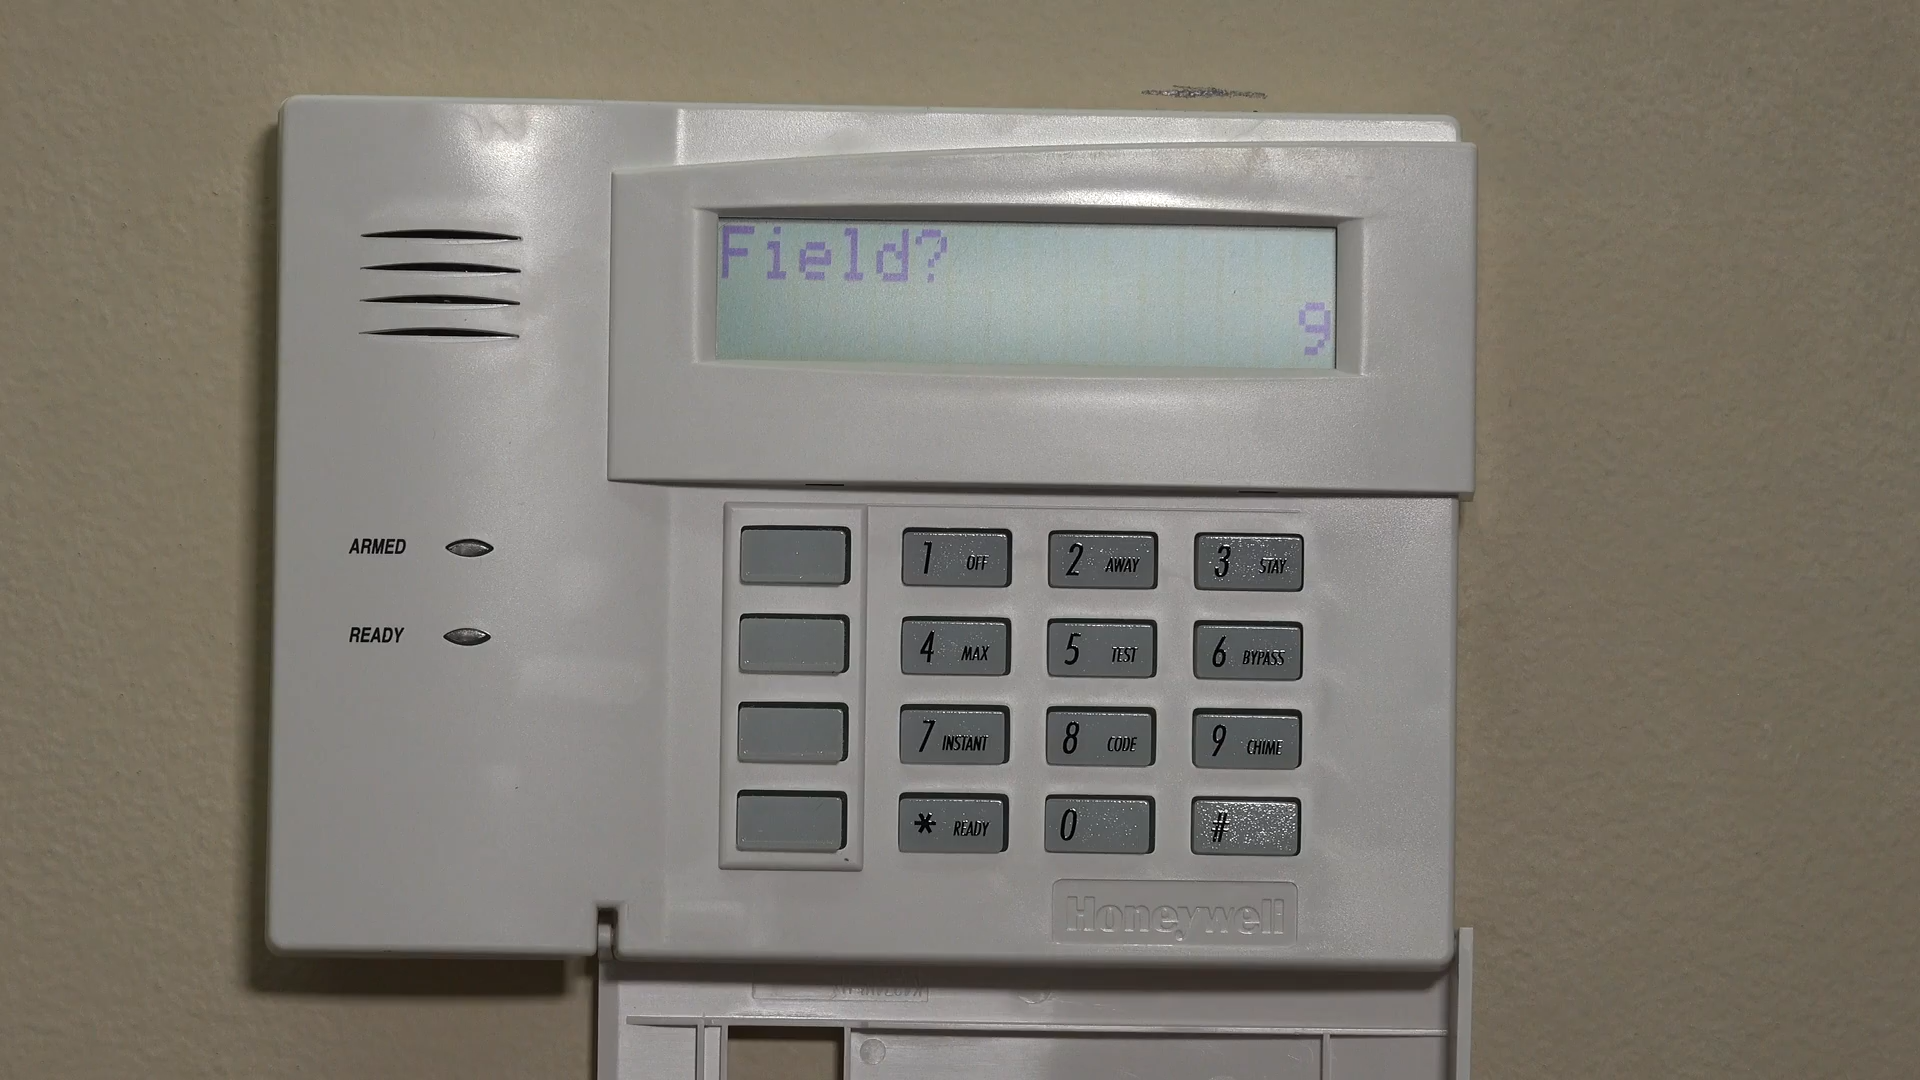 Field?
9
ARMED
READY
1 OFF
2 AWAY
3 STAY
4 MAX
5 TEST
6 BYPASS
7 INSTANT
8 CODE
9 CHIME
* READY
0
#
Honeywell